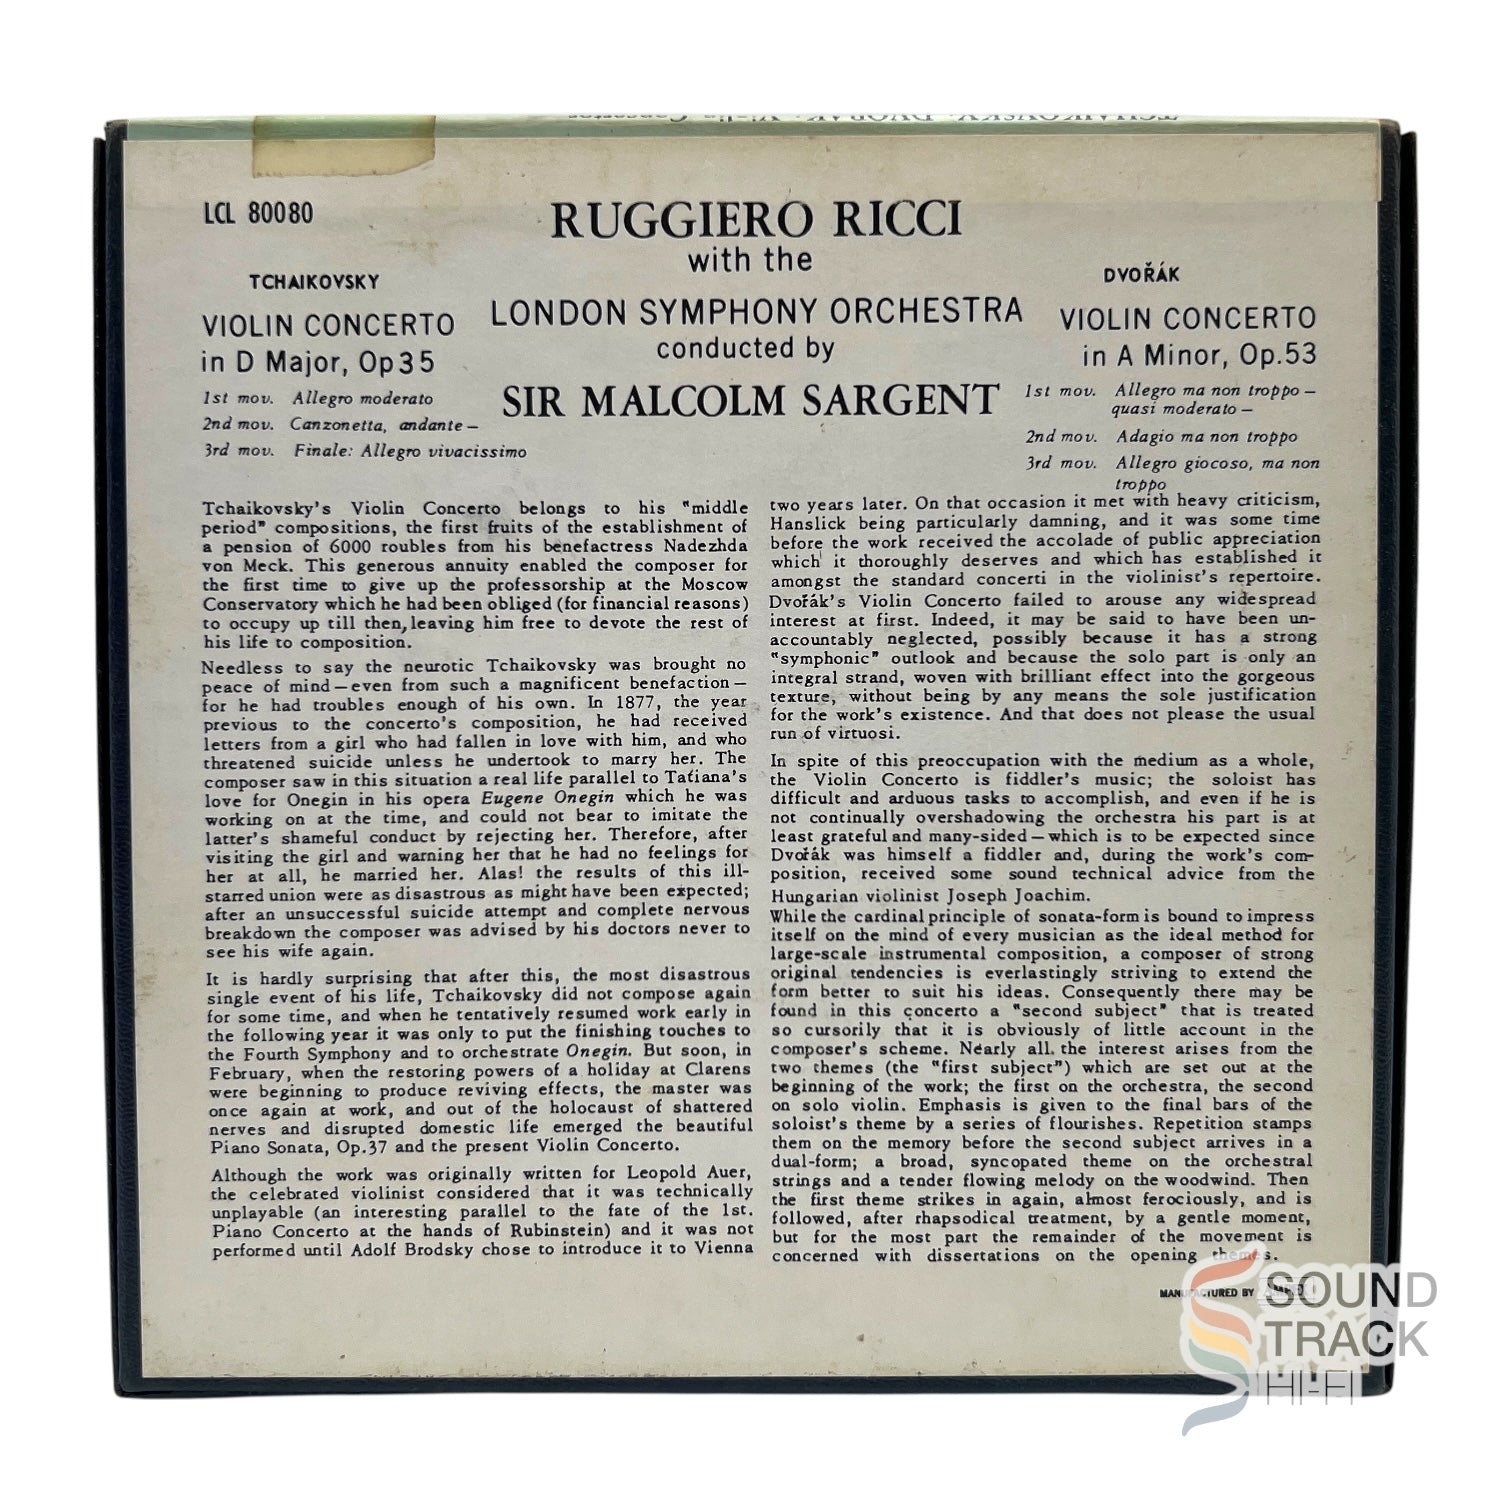 TCHAIKOVSKY · DVOŘÁK: Violin Concertos
LCL 80080
RUGGIERO RICCI
with the
LONDON SYMPHONY ORCHESTRA
conducted by
SIR MALCOLM SARGENT
TCHAIKOVSKY
VIOLIN CONCERTO
in D Major, Op35
1st mov. Allegro moderato
2nd mov. Canzonetta, andante –
3rd mov. Finale: Allegro vivacissimo
DVOŘÁK
VIOLIN CONCERTO
in A Minor, Op.53
1st mov. Allegro ma non troppo –
quasi moderato –
2nd mov. Adagio ma non troppo
3rd mov. Allegro giocoso, ma non
troppo
Tchaikovsky's Violin Concerto belongs to his "middle
period" compositions, the first fruits of the establishment of
a pension of 6000 roubles from his benefactress Nadezhda
von Meck. This generous annuity enabled the composer for
the first time to give up the professorship at the Moscow
Conservatory which he had been obliged (for financial reasons)
to occupy up till then, leaving him free to devote the rest of
his life to composition.
Needless to say the neurotic Tchaikovsky was brought no
peace of mind — even from such a magnificent benefaction —
for he had troubles enough of his own. In 1877, the year
previous to the concerto's composition, he had received
letters from a girl who had fallen in love with him, and who
threatened suicide unless he undertook to marry her. The
composer saw in this situation a real life parallel to Tatiana's
love for Onegin in his opera Eugene Onegin which he was
working on at the time, and could not bear to imitate the
latter's shameful conduct by rejecting her. Therefore, after
visiting the girl and warning her that he had no feelings for
her at all, he married her. Alas! the results of this ill-
starred union were as disastrous as might have been expected;
after an unsuccessful suicide attempt and complete nervous
breakdown the composer was advised by his doctors never to
see his wife again.
It is hardly surprising that after this, the most disastrous
single event of his life, Tchaikovsky did not compose again
for some time, and when he tentatively resumed work early in
the following year it was only to put the finishing touches to
the Fourth Symphony and to orchestrate Onegin. But soon, in
February, when the restoring powers of a holiday at Clarens
were beginning to produce reviving effects, the master was
once again at work, and out of the holocaust of shattered
nerves and disrupted domestic life emerged the beautiful
Piano Sonata, Op.37 and the present Violin Concerto.
Although the work was originally written for Leopold Auer,
the celebrated violinist considered that it was technically
unplayable (an interesting parallel to the fate of the 1st.
Piano Concerto at the hands of Rubinstein) and it was not
performed until Adolf Brodsky chose to introduce it to Vienna
two years later. On that occasion it met with heavy criticism,
Hanslick being particularly damning, and it was some time
before the work received the accolade of public appreciation
which it thoroughly deserves and which has established it
amongst the standard concerti in the violinist's repertoire.
Dvořák's Violin Concerto failed to arouse any widespread
interest at first. Indeed, it may be said to have been un-
accountably neglected, possibly because it has a strong
"symphonic" outlook and because the solo part is only an
integral strand, woven with brilliant effect into the gorgeous
texture, without being by any means the sole justification
for the work's existence. And that does not please the usual
run of virtuosi.
In spite of this preoccupation with the medium as a whole,
the Violin Concerto is fiddler's music; the soloist has
difficult and arduous tasks to accomplish, and even if he is
not continually overshadowing the orchestra his part is at
least grateful and many-sided — which is to be expected since
Dvořák was himself a fiddler and, during the work's com-
position, received some sound technical advice from the
Hungarian violinist Joseph Joachim.
While the cardinal principle of sonata-form is bound to impress
itself on the mind of every musician as the ideal method for
large-scale instrumental composition, a composer of strong
original tendencies is everlastingly striving to extend the
form better to suit his ideas. Consequently there may be
found in this concerto a "second subject" that is treated
so cursorily that it is obviously of little account in the
composer's scheme. Nearly all the interest arises from the
two themes (the "first subject") which are set out at the
beginning of the work; the first on the orchestra, the second
on solo violin. Emphasis is given to the final bars of the
soloist's theme by a series of flourishes. Repetition stamps
them on the memory before the second subject arrives in a
dual-form; a broad, syncopated theme on the orchestral
strings and a tender flowing melody on the woodwind. Then
the first theme strikes in again, almost ferociously, and is
followed, after rhapsodical treatment, by a gentle moment,
but for the most part the remainder of the movement is
concerned with dissertations on the opening themes.
MANUFACTURED BY AMPEX
SOUND
TRACK
HI-FI